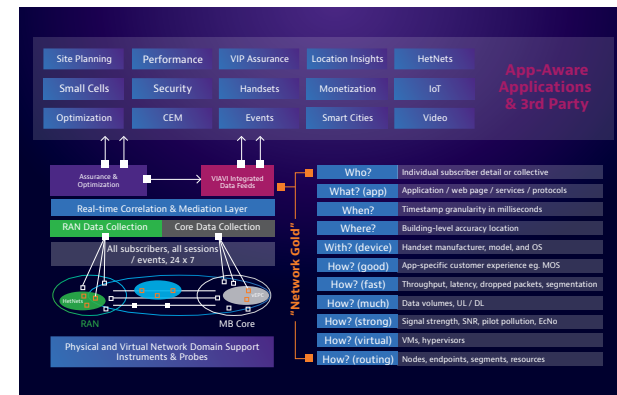 Site Planning
Performance
VIP Assurance
Location Insights
HetNets
Small Cells
Security
Handsets
Monetization
IoT
Optimization
CEM
Events
Smart Cities
Video
App-Aware
Applications
& 3rd Party
Assurance &
Optimization
VIAVI Integrated
Data Feeds
Real-time Correlation & Mediation Layer
RAN Data Collection
Core Data Collection
All subscribers, all sessions
/ events, 24 x 7
HetNets
RAN
MB Core
Physical and Virtual Network Domain Support
Instruments & Probes
"Network Gold"
Who?
Individual subscriber detail or collective
What? (app)
Application / web page / services / protocols
When?
Timestamp granularity in milliseconds
Where?
Building-level accuracy location
With? (device)
Handset manufacturer, model, and OS
How? (good)
App-specific customer experience eg. MOS
How? (fast)
Throughput, latency, dropped packets, segmentation
How? (much)
Data volumes, UL / DL
How? (strong)
Signal strength, SNR, pilot pollution, EcNo
How? (virtual)
VMs, hypervisors
How? (routing)
Nodes, endpoints, segments, resources